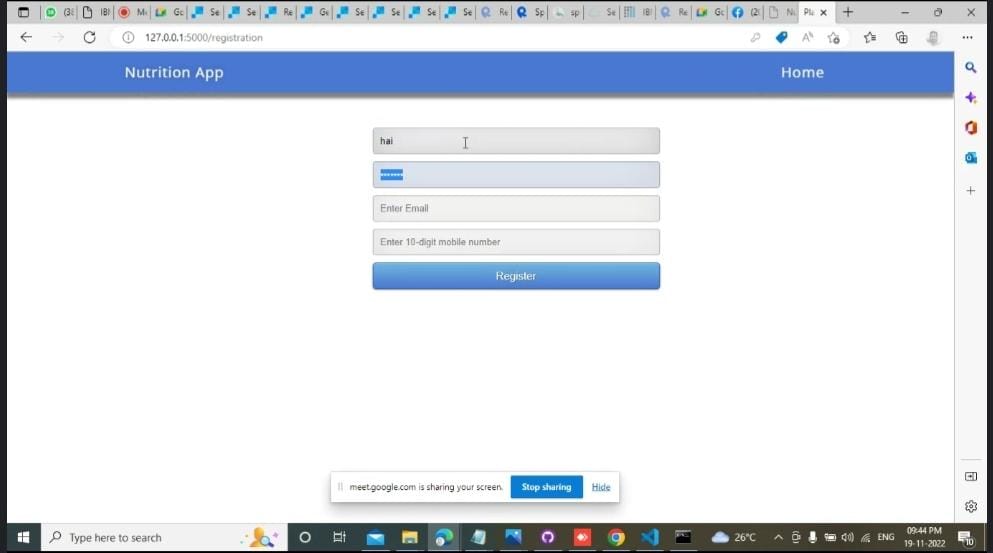 (3( IBI Mo Gc Se Se Re Ge Se Se Se Se Re Sp sp Se IBI Re Gc (2( Nu Pla
127.0.0.1:5000/registration
Nutrition App Home
hai
•••••••
Enter Email
Enter 10-digit mobile number
Register
meet.google.com is sharing your screen. Stop sharing Hide
Type here to search 26°C ENG 09:44 PM
19-11-2022
10